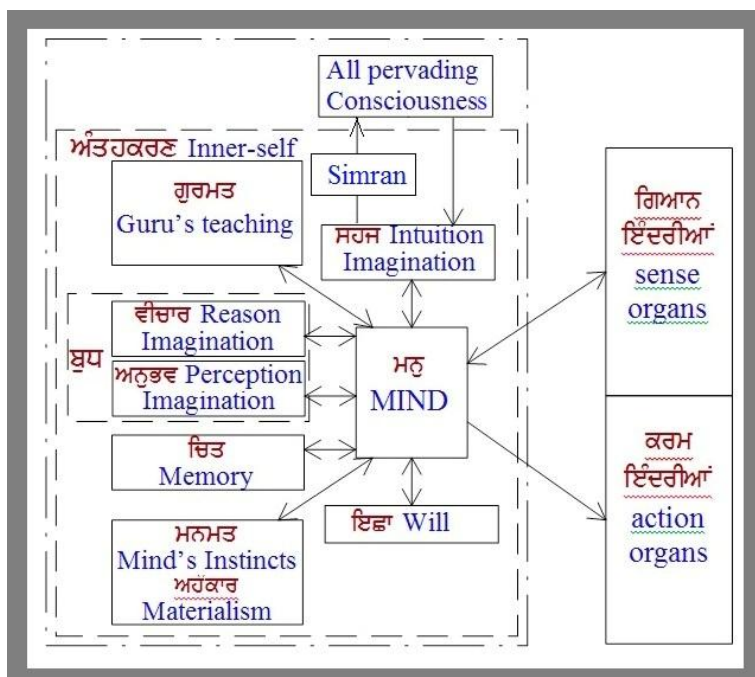 All pervading
Consciousness
ਅੰਤਹਕਰਣ Inner-self
Simran
ਗੁਰਮਤ
Guru's teaching
ਸਹਜ Intuition
Imagination
ਵੀਚਾਰ Reason
Imagination
ਬੁਧ
ਅਨੁਭਵ Perception
Imagination
ਮਨੁ
MIND
ਚਿਤ
Memory
ਇਛਾ Will
ਮਨਮਤ
Mind's Instincts
ਅਹੰਕਾਰ
Materialism
ਗਿਆਨ
ਇੰਦਰੀਆਂ
sense
organs
ਕਰਮ
ਇੰਦਰੀਆਂ
action
organs